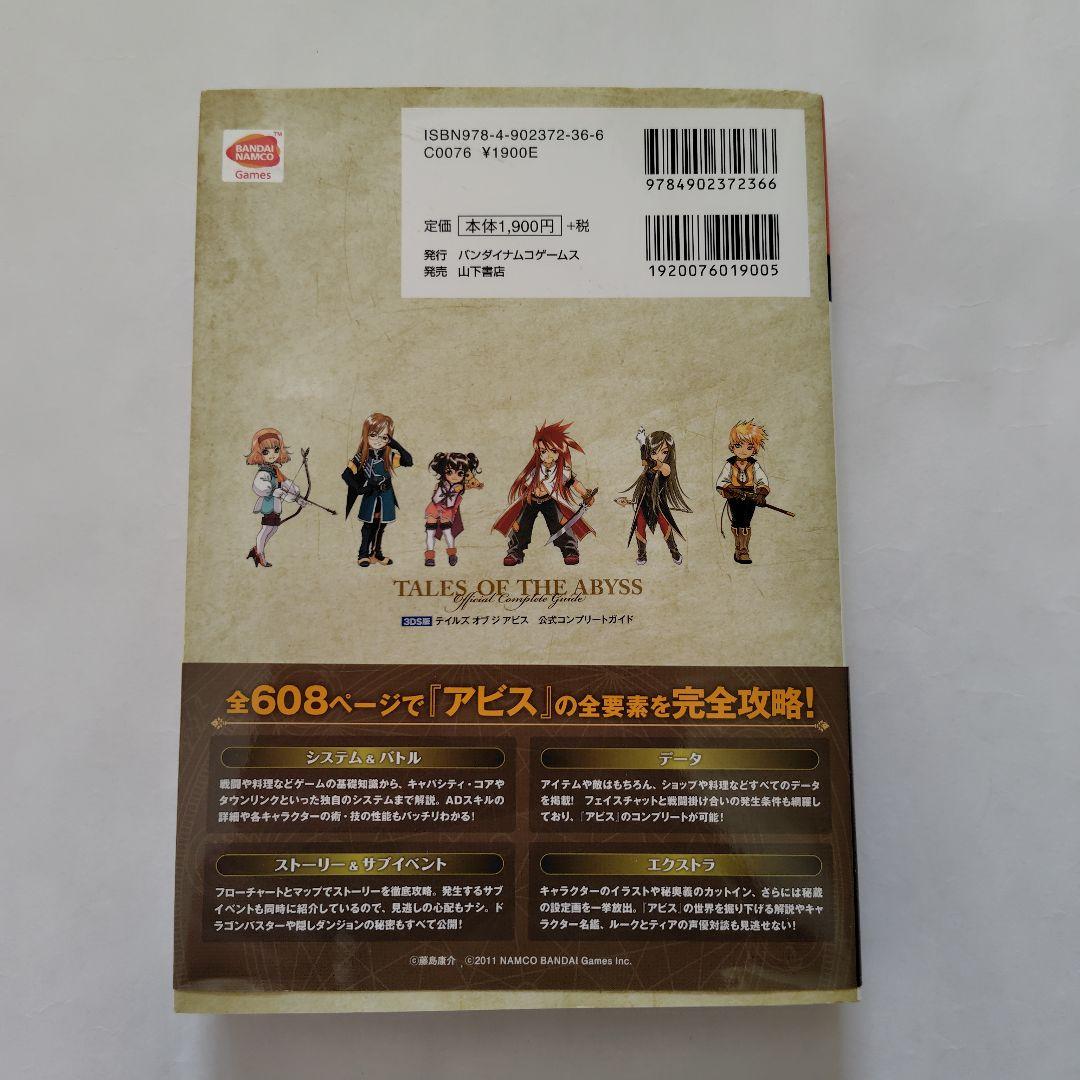 BANDAI
NAMCO
™
Games
ISBN978-4-902372-36-6
C0076 ¥1900E
9784902372366
定価 本体1,900円 +税
発行 バンダイナムコゲームス
発売 山下書店
1920076019005
TALES OF THE ABYSS
Official Complete Guide
3DS版 テイルズ オブ ジ アビス 公式コンプリートガイド
全608ページで『アビス』の全要素を完全攻略!
システム&バトル
戦闘や料理などゲームの基礎知識から、キャパシティ・コアや
タウンリンクといった独自のシステムまで解説。ADスキルの
詳細や各キャラクターの術・技の性能もバッチリわかる!
データ
アイテムや敵はもちろん、ショップや料理などすべてのデータ
を掲載! フェイスチャットと戦闘掛け合いの発生条件も網羅し
ており、『アビス』のコンプリートが可能!
ストーリー&サブイベント
フローチャートとマップでストーリーを徹底攻略。発生するサブ
イベントも同時に紹介しているので、見逃しの心配もナシ。ド
ラゴンバスターや隠しダンジョンの秘密もすべて公開!
エクストラ
キャラクターのイラストや秘奥義のカットイン、さらには秘蔵
の設定画を一挙放出。『アビス』の世界を掘り下げる解説やキャ
ラクター名鑑、ルークとティアの声優対談も見逃せない!
©藤島康介 ©2011 NAMCO BANDAI Games Inc.